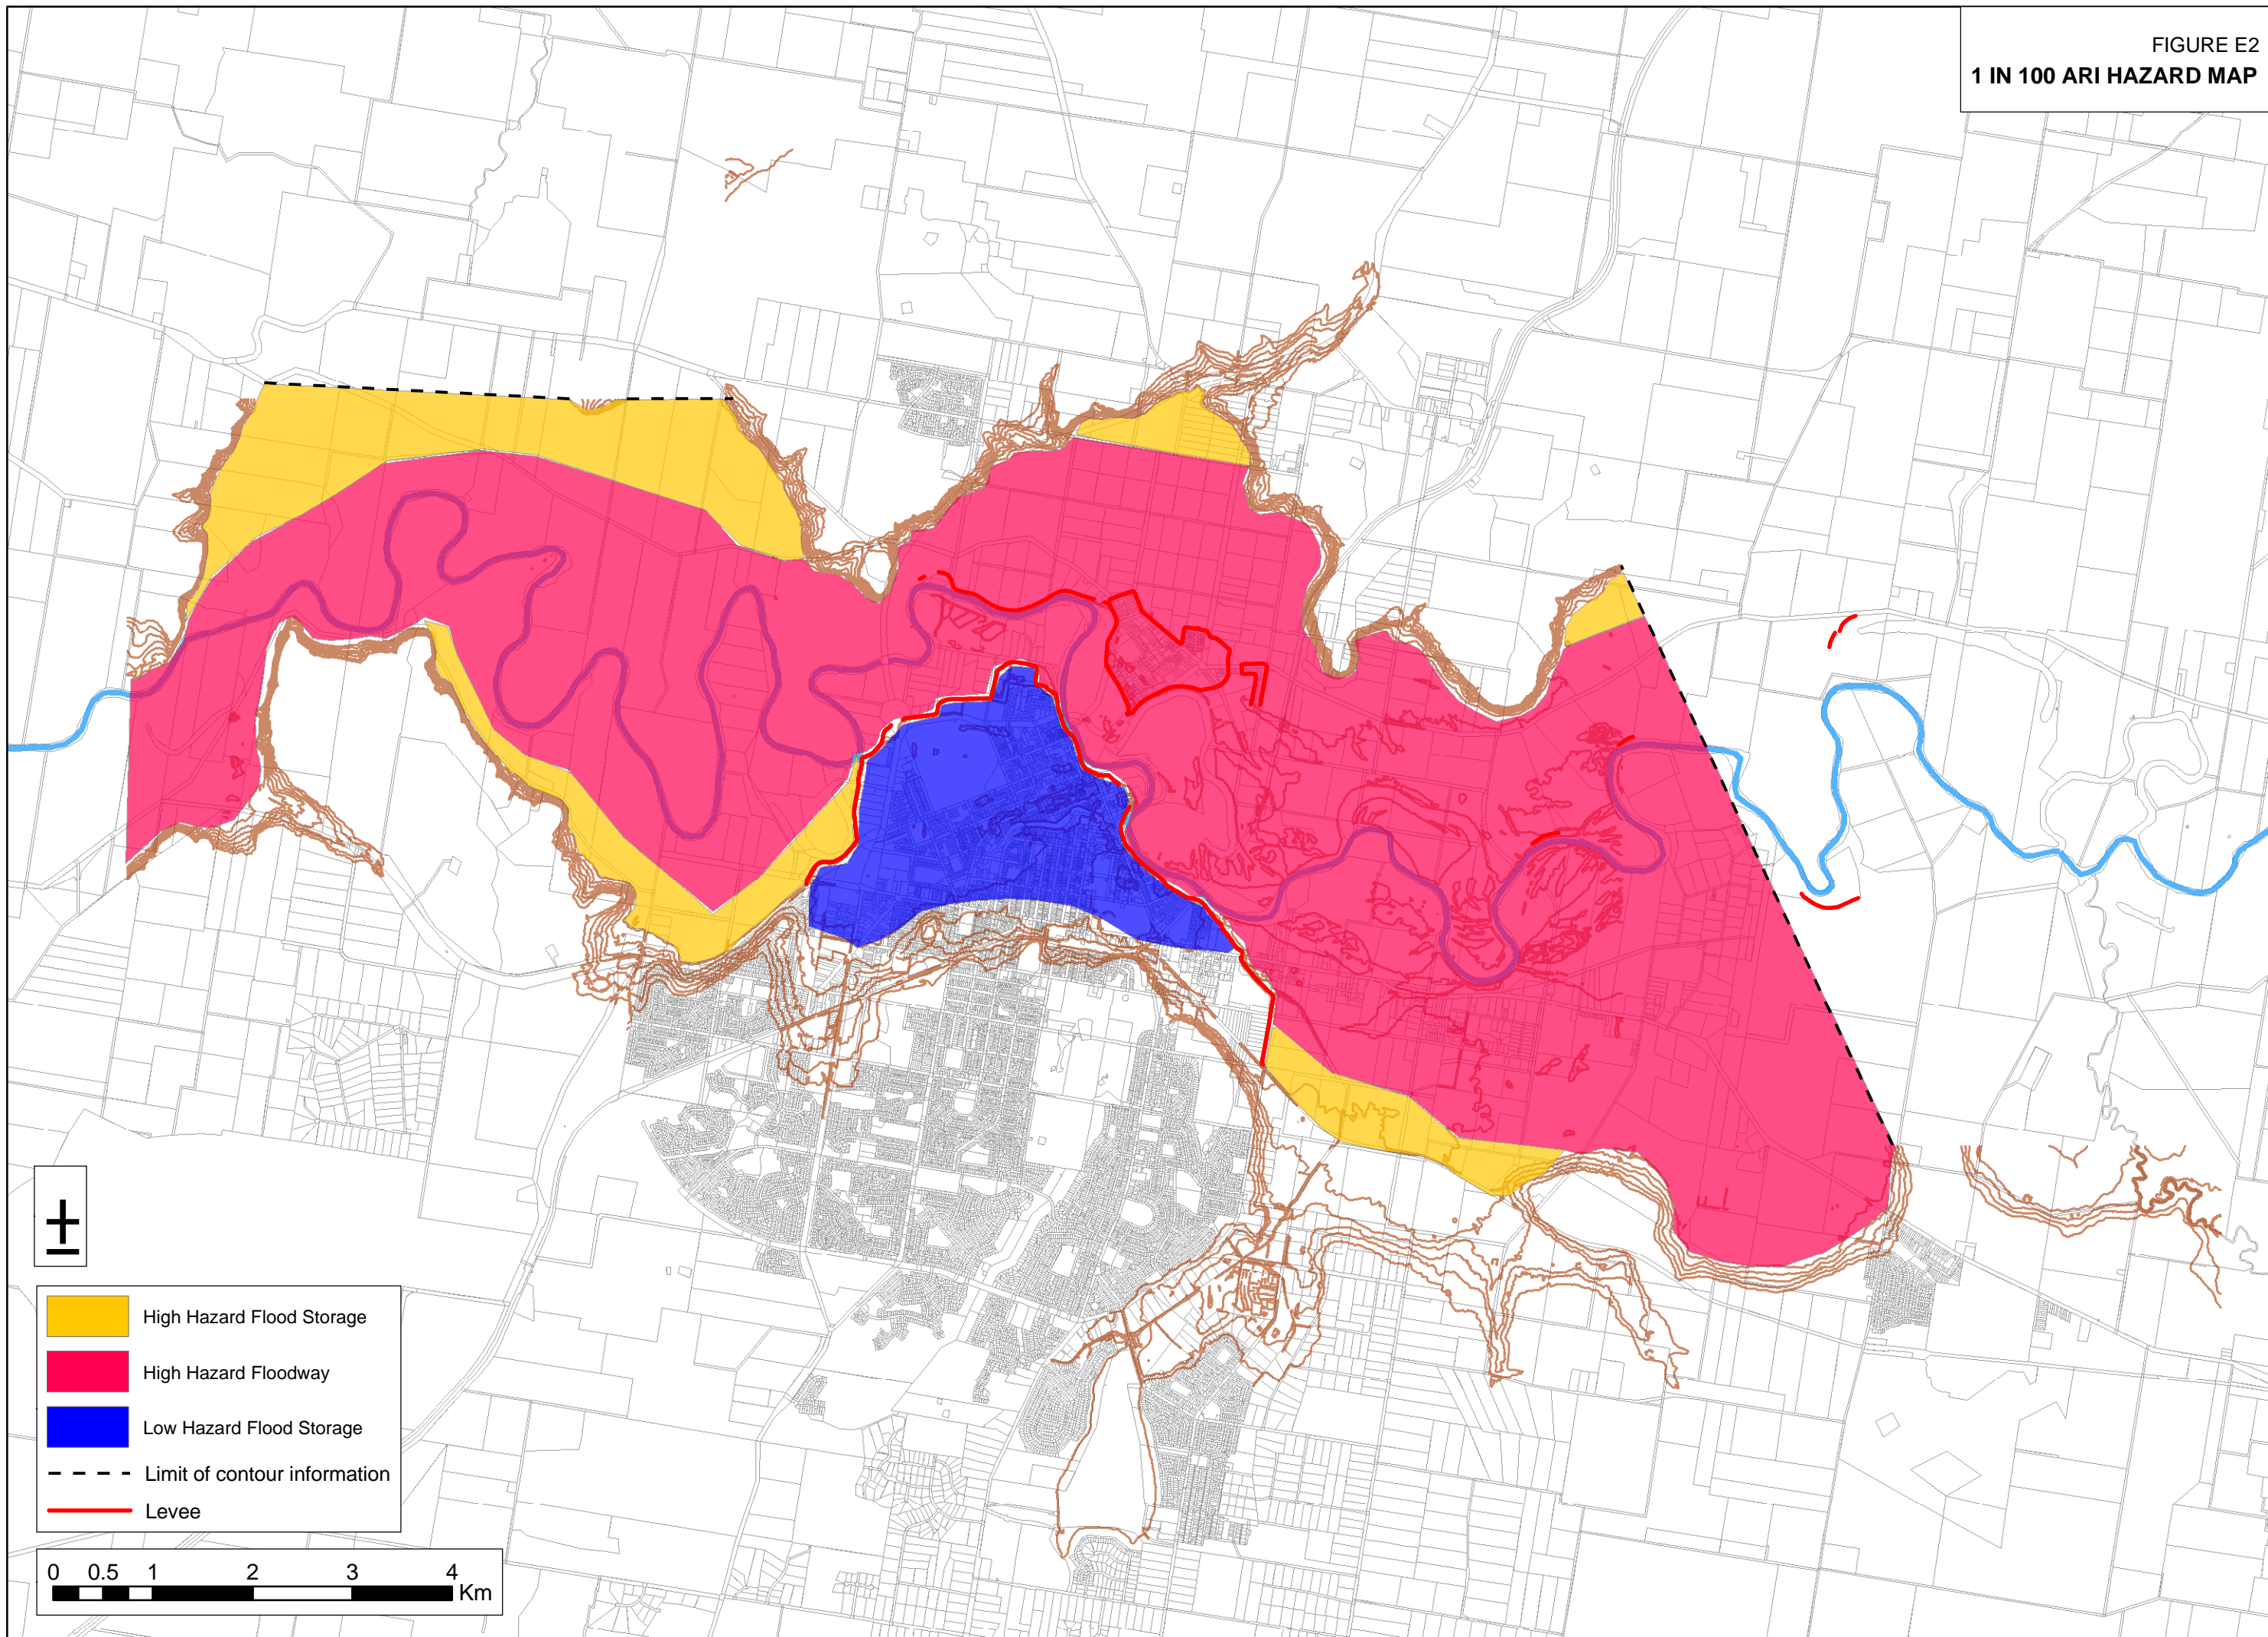 FIGURE E2
1 IN 100 ARI HAZARD MAP
±
High Hazard Flood Storage
High Hazard Floodway
Low Hazard Flood Storage
Limit of contour information
Levee
0 0.5 1 2 3 4
Km